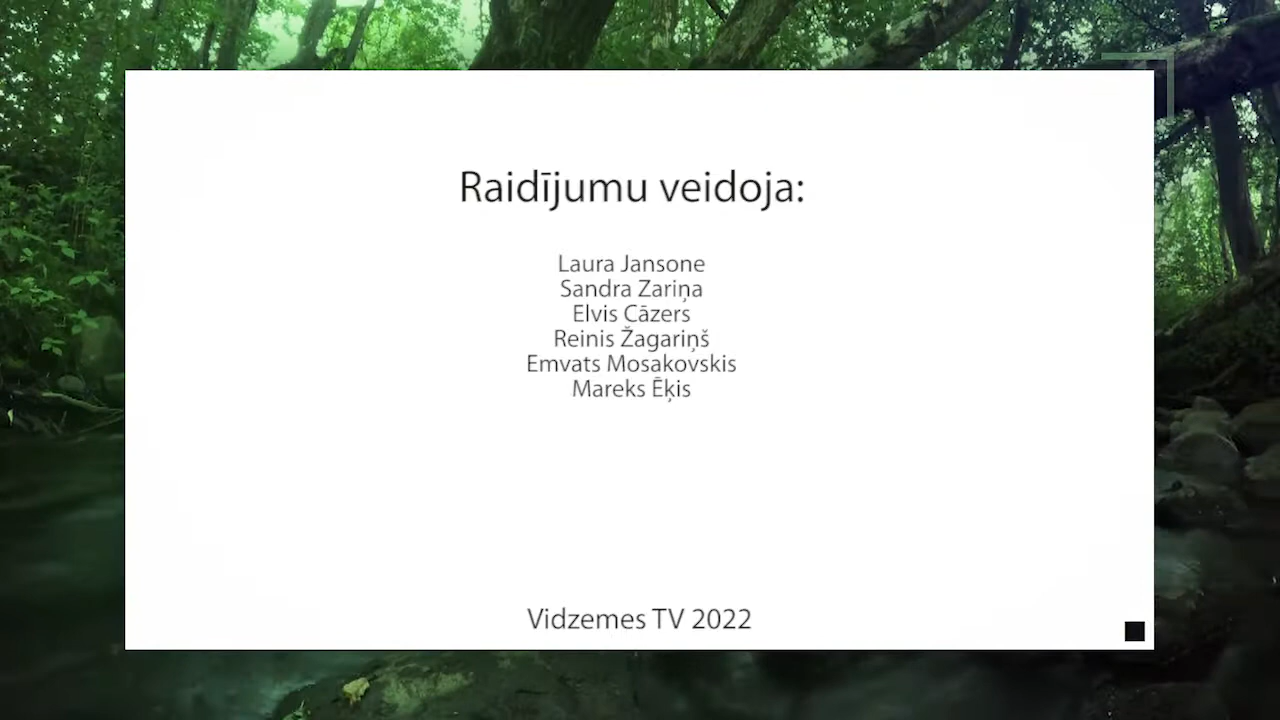 Raidījumu veidoja:
Laura Jansone
Sandra Zariņa
Elvis Cāzers
Reinis Žagariņš
Emvats Mosakovskis
Mareks Ēķis
Vidzemes TV 2022